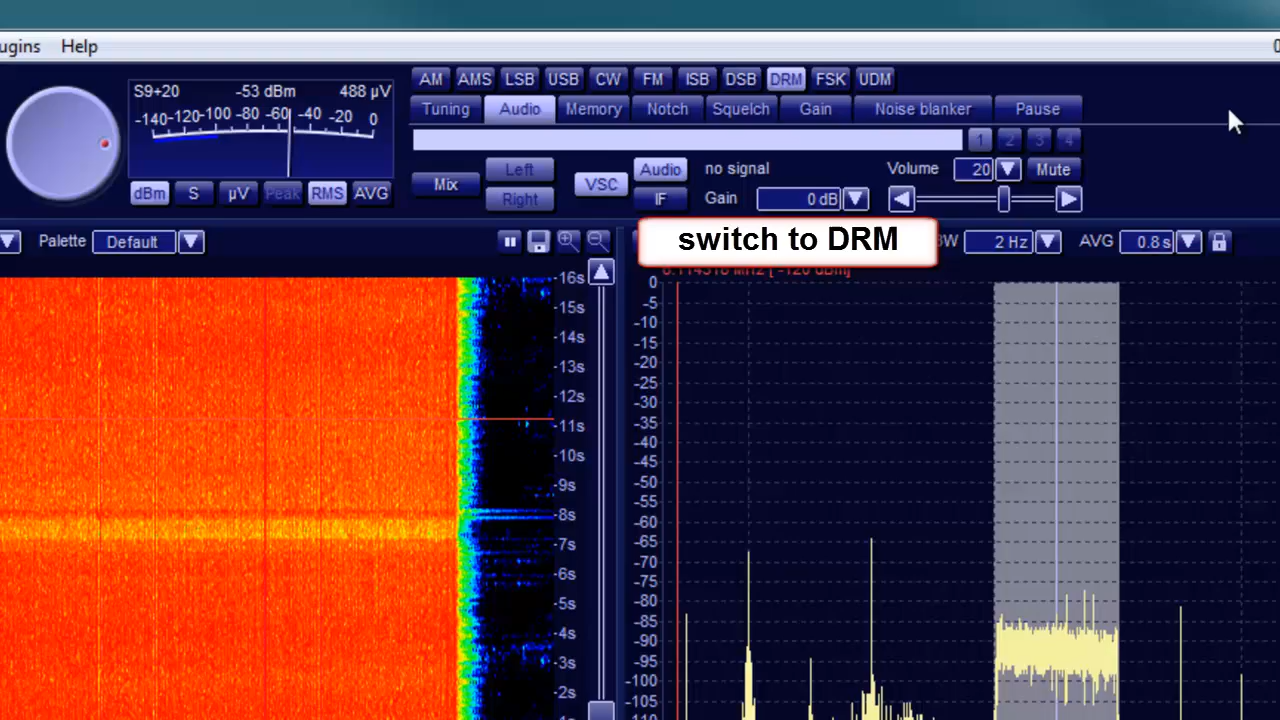 ugins Help 0
AM AMS LSB USB CW FM ISB DSB DRM FSK UDM
S9+20 -53 dBm 488 µV
Tuning Audio Memory Notch Squelch Gain Noise blanker Pause
-140 -120 -100 -80 -60 -40 -20 0
1 2 3 4
Left Audio no signal Volume 20 Mute
Mix VSC
dBm S µV Peak RMS AVG Right IF Gain 0 dB
Palette Default switch to DRM BW 2 Hz AVG 0.8 s
-16s
-15s
-14s
-13s
-12s
-11s
-10s
-9s
-8s
-7s
-6s
-5s
-4s
-3s
-2s
0
-5
-10
-15
-20
-25
-30
-35
-40
-45
-50
-55
-60
-65
-70
-75
-80
-85
-90
-95
-100
-105